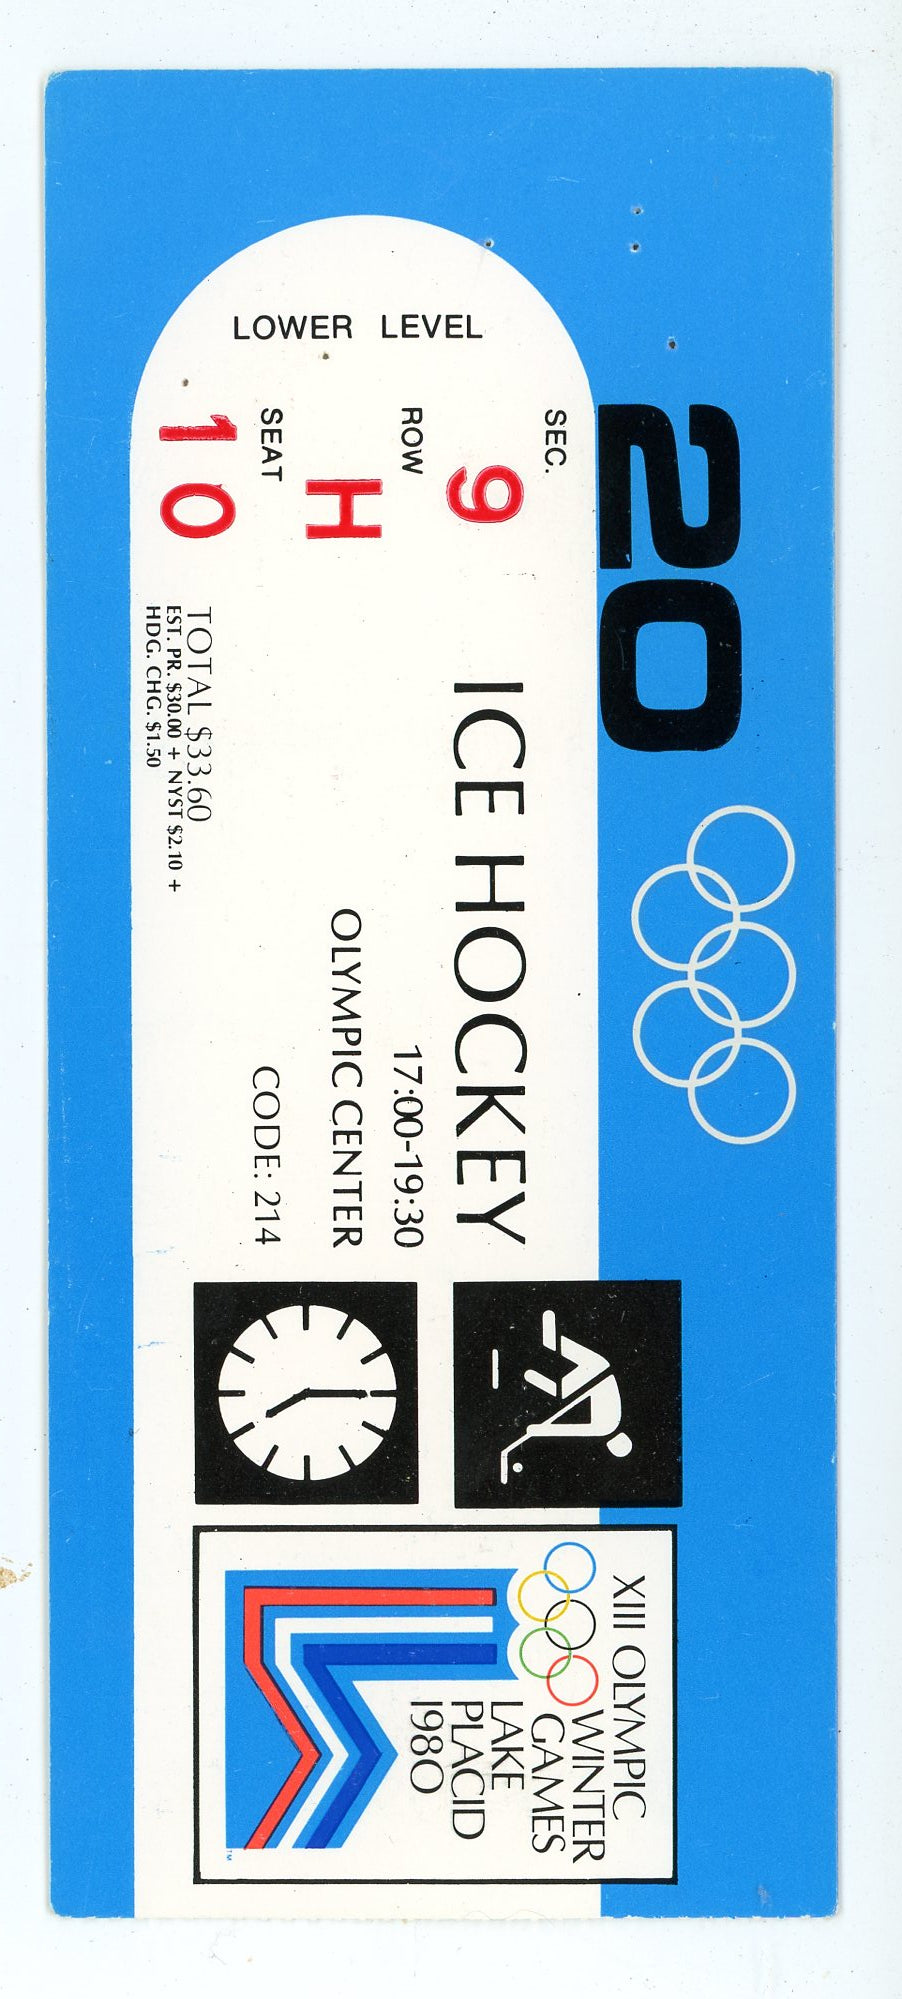 20
LOWER LEVEL
SEC.
9
ROW
H
SEAT
10
ICE HOCKEY
17:00-19:30
OLYMPIC CENTER
CODE: 214
TOTAL $33.60
EST. PR. $30.00 + NYST $2.10 +
HDG. CHG. $1.50
XIII OLYMPIC
WINTER
GAMES
LAKE
PLACID
1980
TM